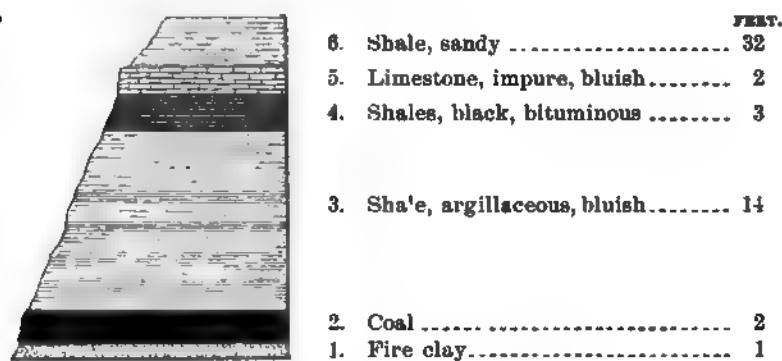 FEET.
6. Shale, sandy .................... 32
5. Limestone, impure, bluish........ 2
4. Shales, black, bituminous ........ 3
3. Sha'e, argillaceous, bluish........ 14
2. Coal ............................ 2
1. Fire clay........................ 1